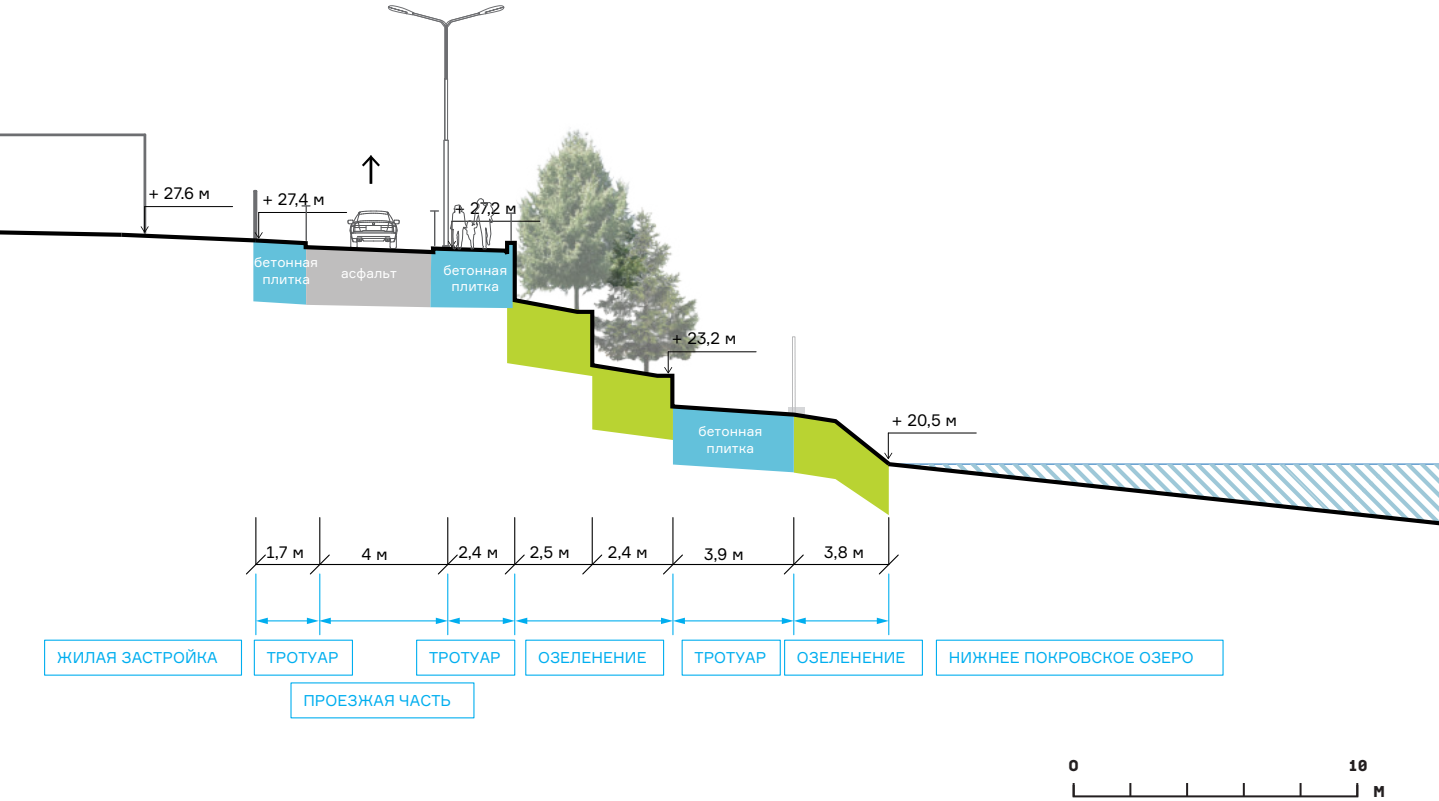 + 27.6 м
+ 27,4 м
+ 27,2 м
бетонная
плитка
асфальт
бетонная
плитка
+ 23,2 м
+ 20,5 м
бетонная
плитка
1,7 м
4 м
2,4 м
2,5 м
2,4 м
3,9 м
3,8 м
ЖИЛАЯ ЗАСТРОЙКА
ТРОТУАР
ТРОТУАР
ОЗЕЛЕНЕНИЕ
ТРОТУАР
ОЗЕЛЕНЕНИЕ
НИЖНЕЕ ПОКРОВСКОЕ ОЗЕРО
ПРОЕЗЖАЯ ЧАСТЬ
0
10
М